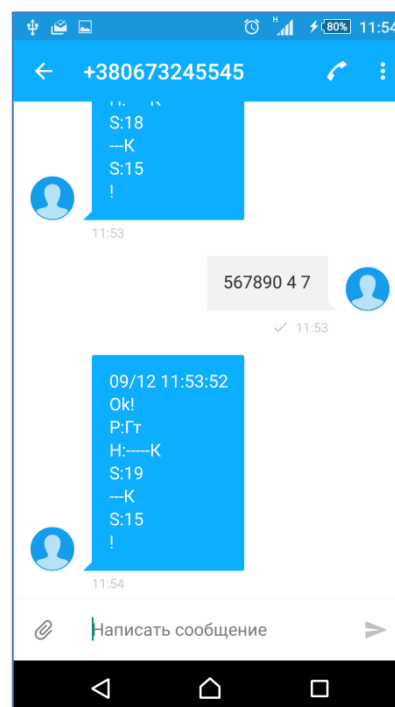 80% 11:54
+380673245545
S:18
---К
S:15
!
11:53
567890 4 7
11:53
09/12 11:53:52
Ok!
Р:Гт
Н:-----К
S:19
---К
S:15
!
11:54
Написать сообщение